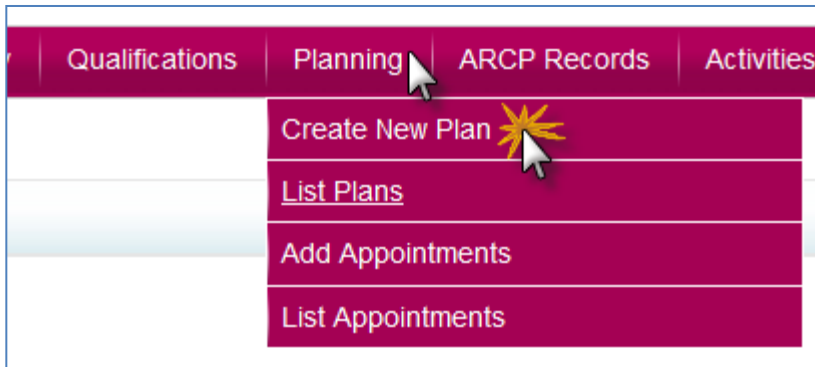 Qualifications Planning ARCP Records Activities
Create New Plan
List Plans
Add Appointments
List Appointments